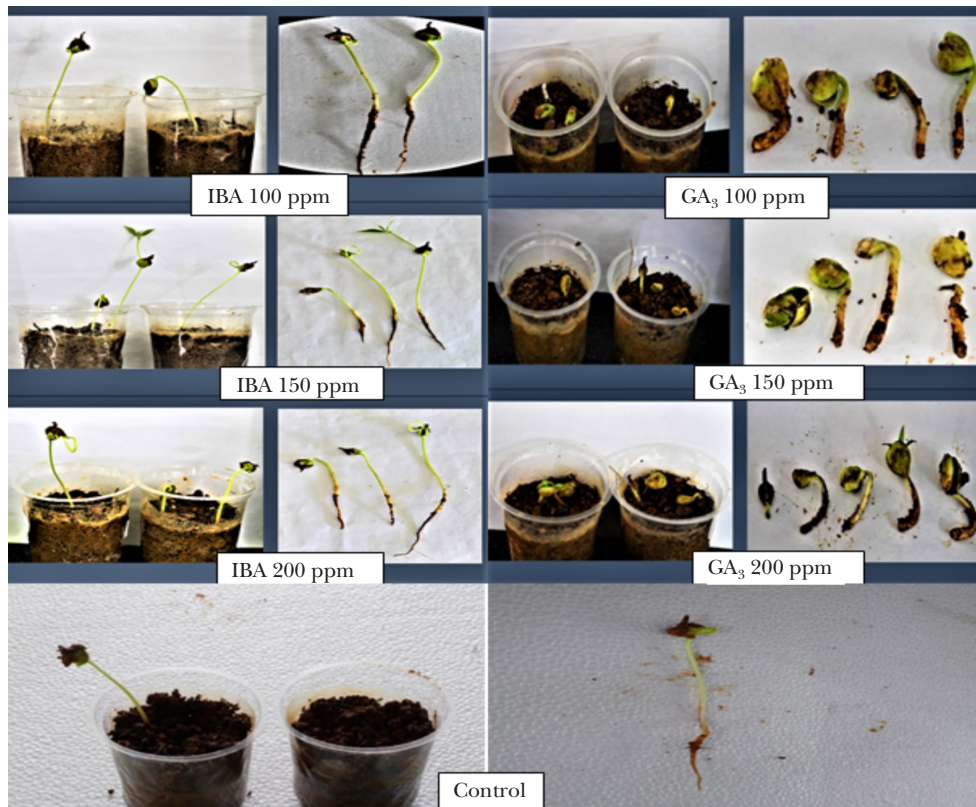 IBA 100 ppm
GA₃ 100 ppm
IBA 150 ppm
GA₃ 150 ppm
IBA 200 ppm
GA₃ 200 ppm
Control